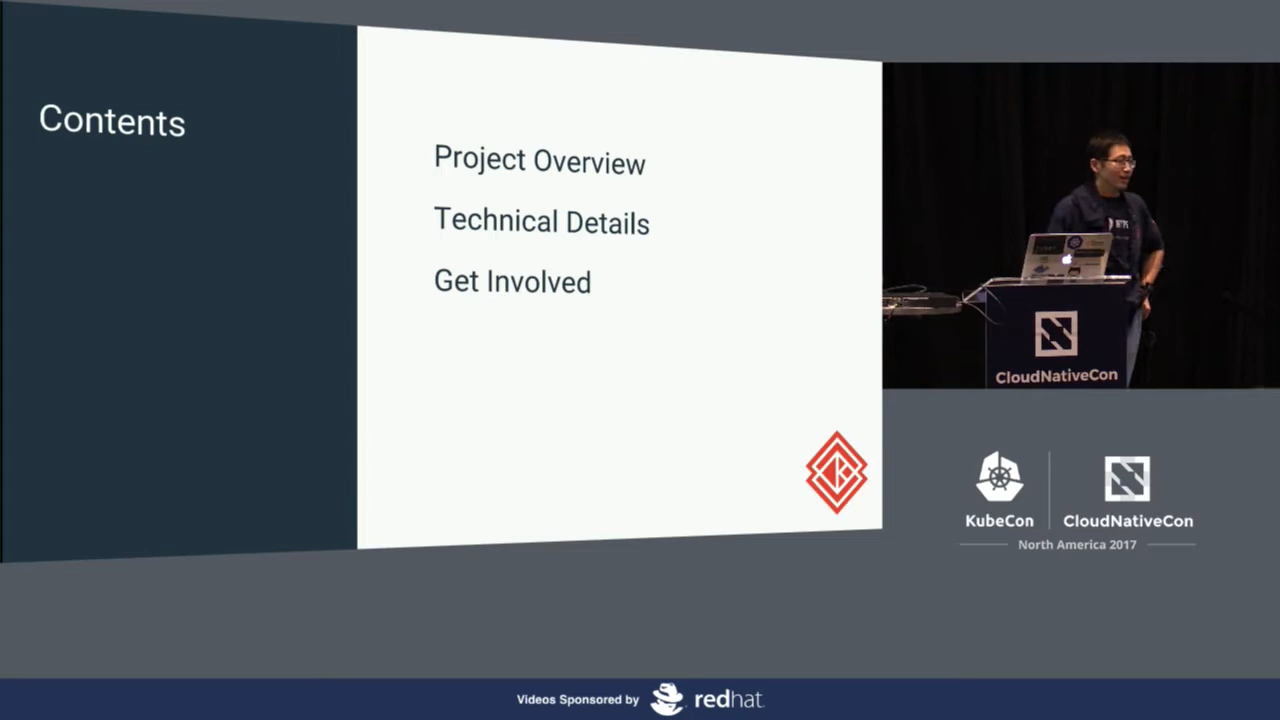 Contents
Project Overview
Technical Details
Get Involved
CloudNativeCon
KubeCon
CloudNativeCon
North America 2017
Videos Sponsored by
redhat